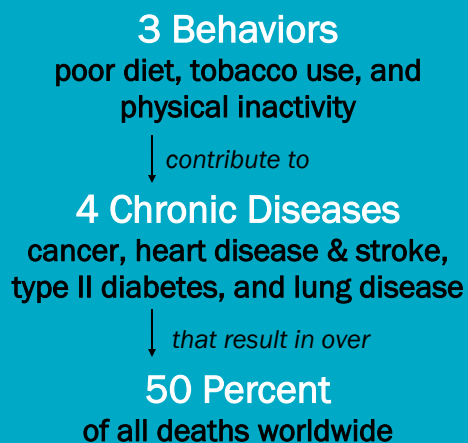 3 Behaviors
poor diet, tobacco use, and
physical inactivity
contribute to
4 Chronic Diseases
cancer, heart disease & stroke,
type II diabetes, and lung disease
that result in over
50 Percent
of all deaths worldwide